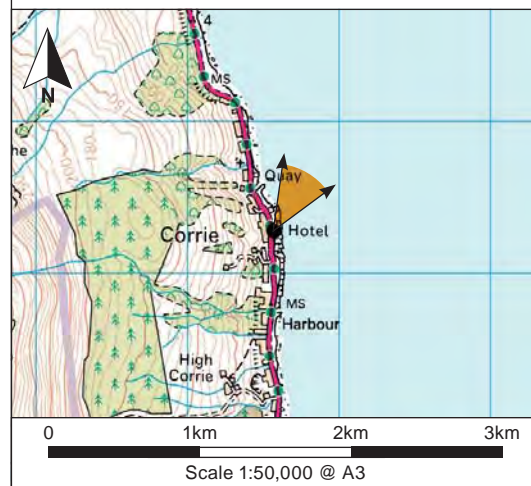 4
MS
N
he
Quay
Corrie
Hotel
MS
Harbour
High
Corrie
0 1km 2km 3km
Scale 1:50,000 @ A3